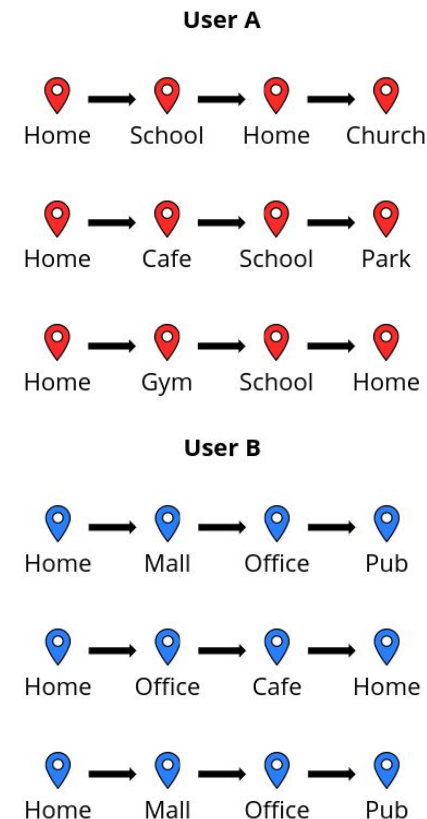 User A
Home School Home Church
Home Cafe School Park
Home Gym School Home
User B
Home Mall Office Pub
Home Office Cafe Home
Home Mall Office Pub